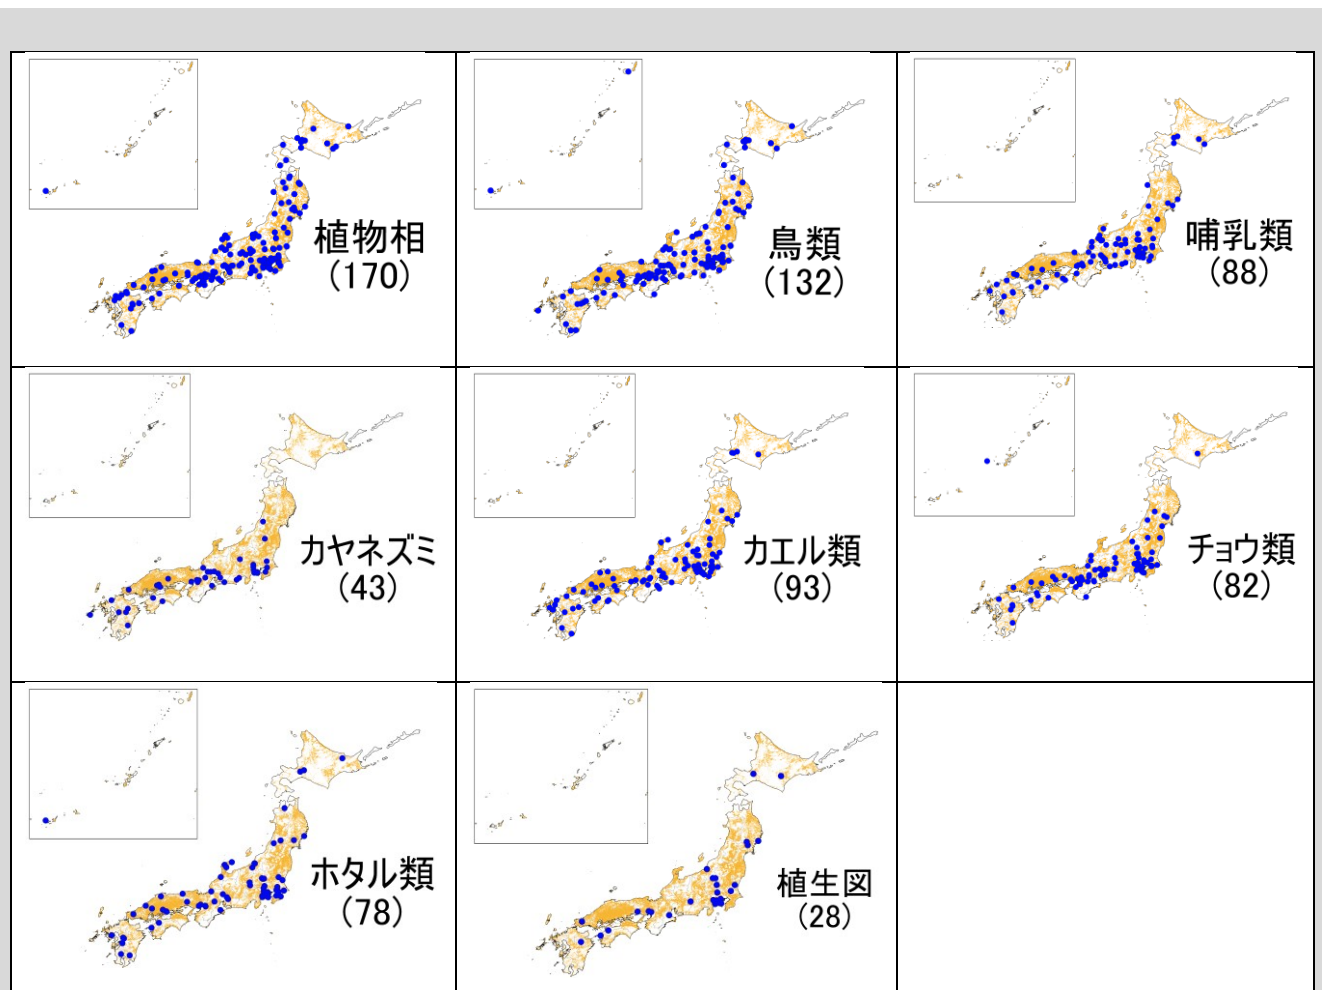 植物相
(170)
鳥類
(132)
哺乳類
(88)
カヤネズミ
(43)
カエル類
(93)
チョウ類
(82)
ホタル類
(78)
植生図
(28)